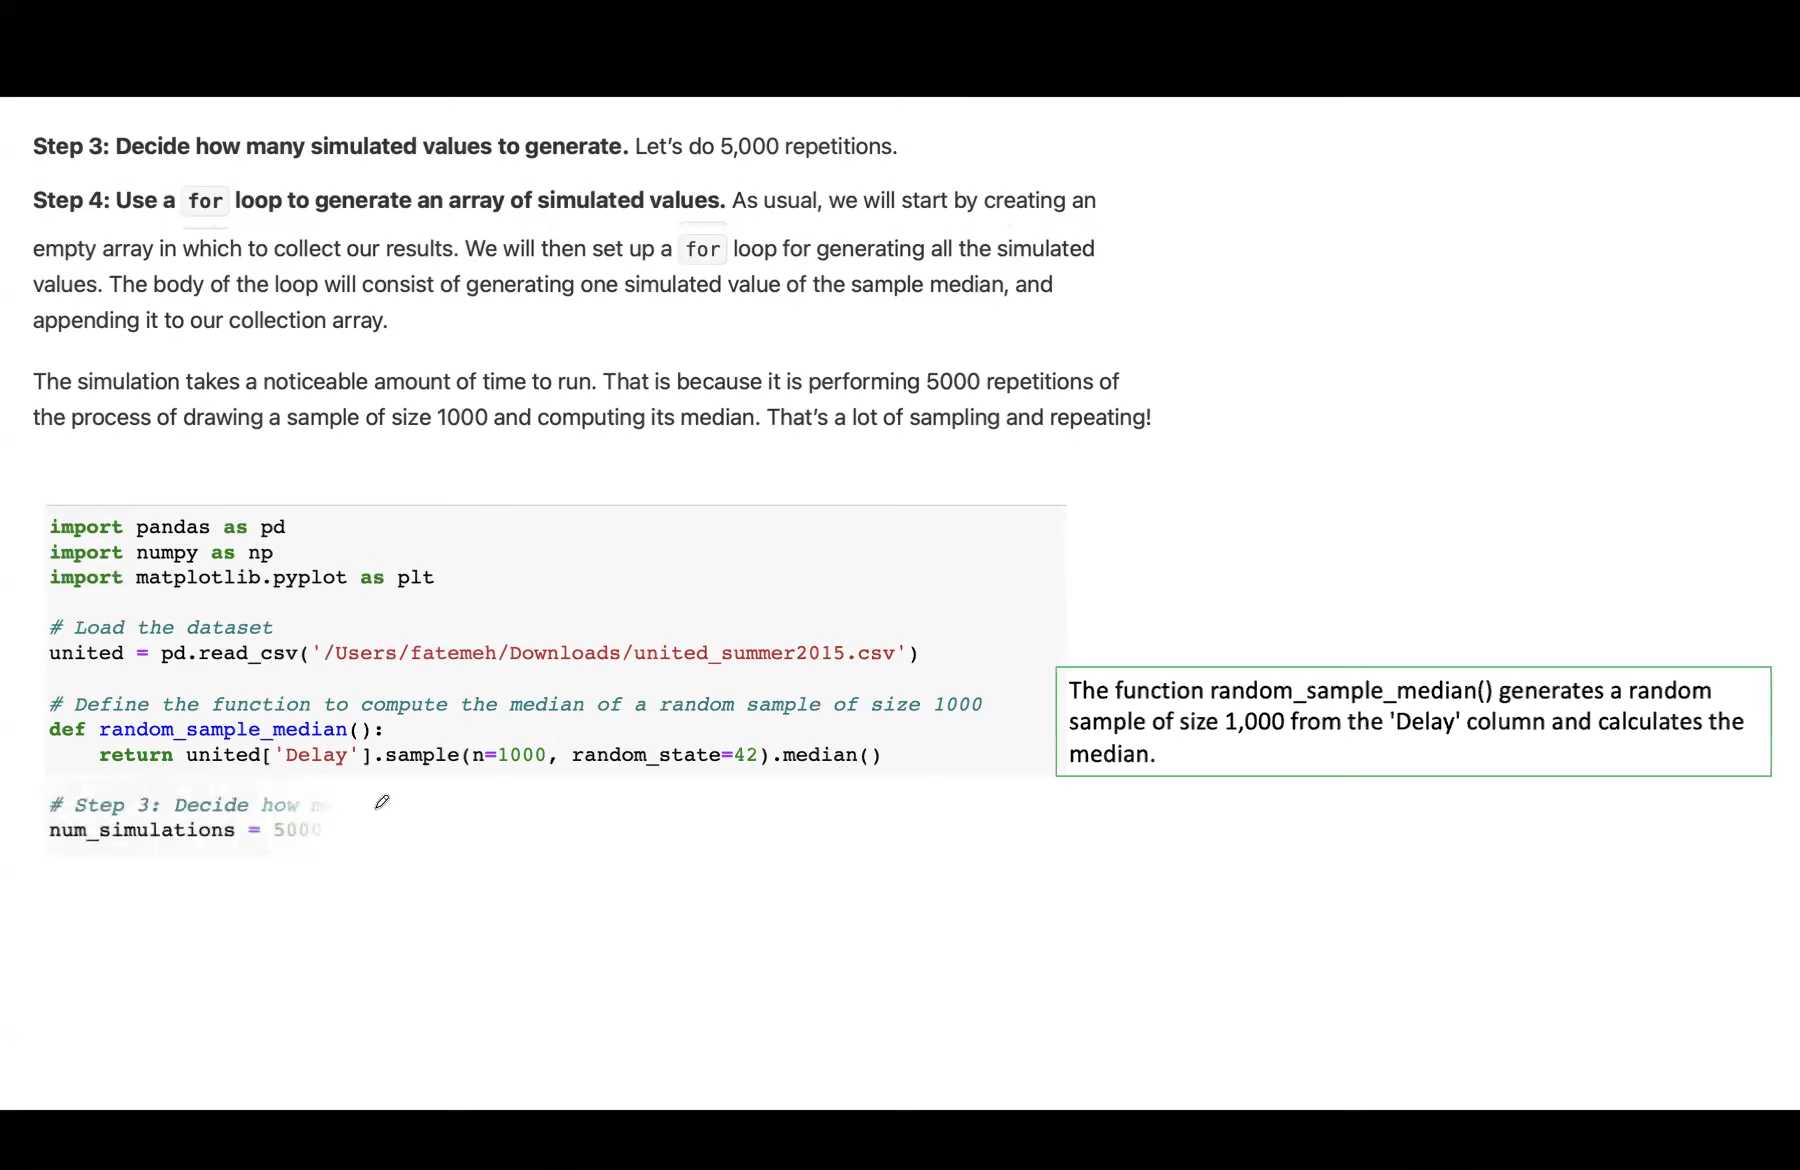 Step 3: Decide how many simulated values to generate. Let’s do 5,000 repetitions.
Step 4: Use a for loop to generate an array of simulated values. As usual, we will start by creating an
empty array in which to collect our results. We will then set up a for loop for generating all the simulated
values. The body of the loop will consist of generating one simulated value of the sample median, and
appending it to our collection array.
The simulation takes a noticeable amount of time to run. That is because it is performing 5000 repetitions of
the process of drawing a sample of size 1000 and computing its median. That’s a lot of sampling and repeating!
import pandas as pd
import numpy as np
import matplotlib.pyplot as plt
# Load the dataset
united = pd.read_csv('/Users/fatemeh/Downloads/united_summer2015.csv')
# Define the function to compute the median of a random sample of size 1000
def random_sample_median():
    return united['Delay'].sample(n=1000, random_state=42).median()
The function random_sample_median() generates a random
sample of size 1,000 from the 'Delay' column and calculates the
median.
# Step 3: Decide how
num_simulations = 5000